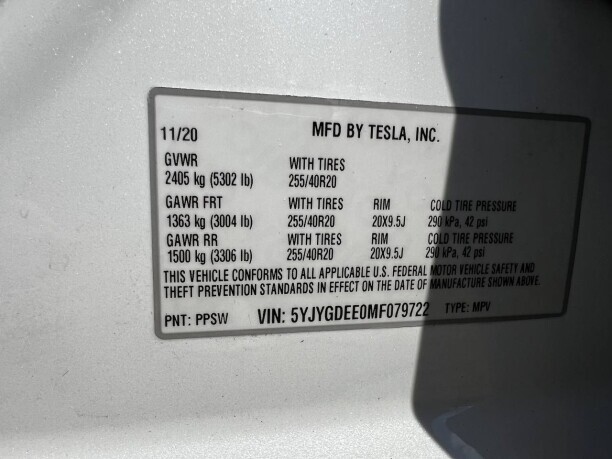 11/20 MFD BY TESLA, INC.
GVWR WITH TIRES
2405 kg (5302 lb) 255/40R20
GAWR FRT WITH TIRES RIM COLD TIRE PRESSURE
1363 kg (3004 lb) 255/40R20 20X9.5J 290 kPa, 42 psi
GAWR RR WITH TIRES RIM COLD TIRE PRESSURE
1500 kg (3306 lb) 255/40R20 20X9.5J 290 kPa, 42 psi
THIS VEHICLE CONFORMS TO ALL APPLICABLE U.S. FEDERAL MOTOR VEHICLE SAFETY AND
THEFT PREVENTION STANDARDS IN EFFECT ON THE DATE OF MANUFACTURE SHOWN ABOVE.
PNT: PPSW VIN: 5YJYGDEE0MF079722 TYPE: MPV